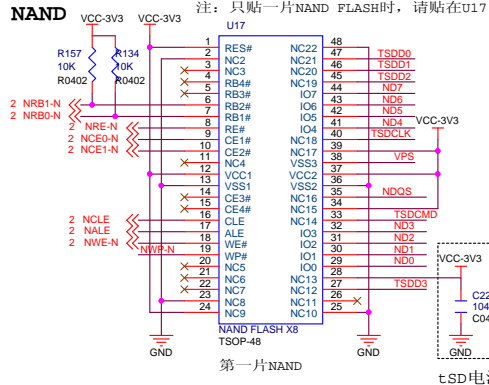 NAND
注: 只贴一片NAND FLASH时,请贴在U17
VCC-3V3
VCC-3V3
U17
R157
10K
R0402
R134
10K
R0402
2 NRB1-N
2 NRB0-N
2 NRE-N
2 NCE0-N
2 NCE1-N
2 NCLE
2 NALE
2 NWE-N
NWP-N
1 RES#
2 NC2
3 NC3
4 RB4#
5 RB3#
6 RB2#
7 RB1#
8 RE#
9 CE1#
10 CE2#
11 NC4
12 VCC1
13 VSS1
14 CE3#
15 CE4#
16 CLE
17 ALE
18 WE#
19 WP#
20 NC5
21 NC6
22 NC7
23 NC8
24 NC9
NC22 48
NC21 47 TSDD0
NC20 46 TSDD1
NC19 45 TSDD2
IO7 44 ND7
IO6 43 ND6
IO5 42 ND5
IO4 41 ND4
NC18 40 TSDCLK
NC17 39
VSS3 38 VPS
VCC2 37
VSS2 36
NC16 35 NDQS
NC15 34
NC14 33 TSDCMD
IO3 32 ND3
IO2 31 ND2
IO1 30 ND1
IO0 29 ND0
NC13 28
NC12 27 TSDD3
NC11 26
NC10 25
VCC-3V3
VCC-3V3
C22
104
C04
NAND FLASH X8
TSOP-48
GND
GND
GND
第一片NAND
tSD电